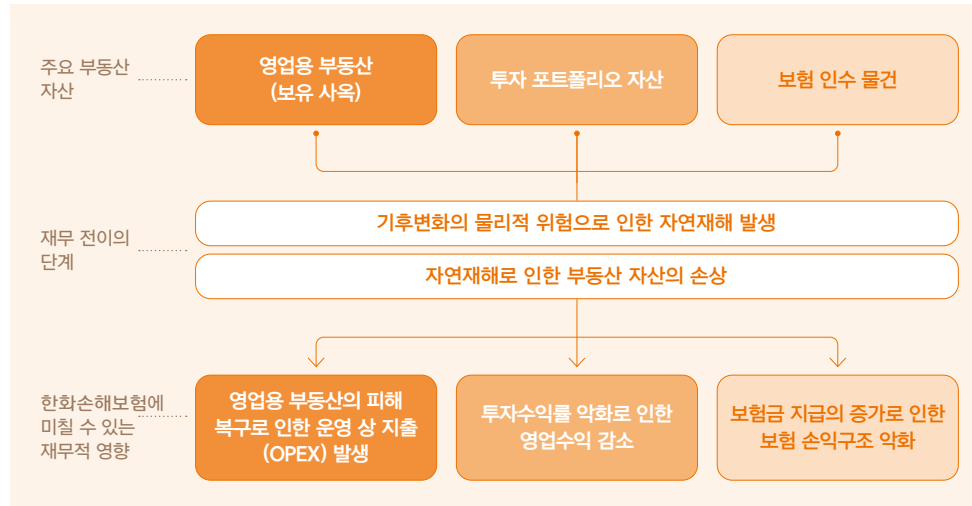 주요 부동산
자산
영업용 부동산
(보유 사옥)
투자 포트폴리오 자산
보험 인수 물건
재무 전이의
단계
기후변화의 물리적 위험으로 인한 자연재해 발생
자연재해로 인한 부동산 자산의 손상
한화손해보험에
미칠 수 있는
재무적 영향
영업용 부동산의 피해
복구로 인한 운영 상 지출
(OPEX) 발생
투자수익률 악화로 인한
영업수익 감소
보험금 지급의 증가로 인한
보험 손익구조 악화